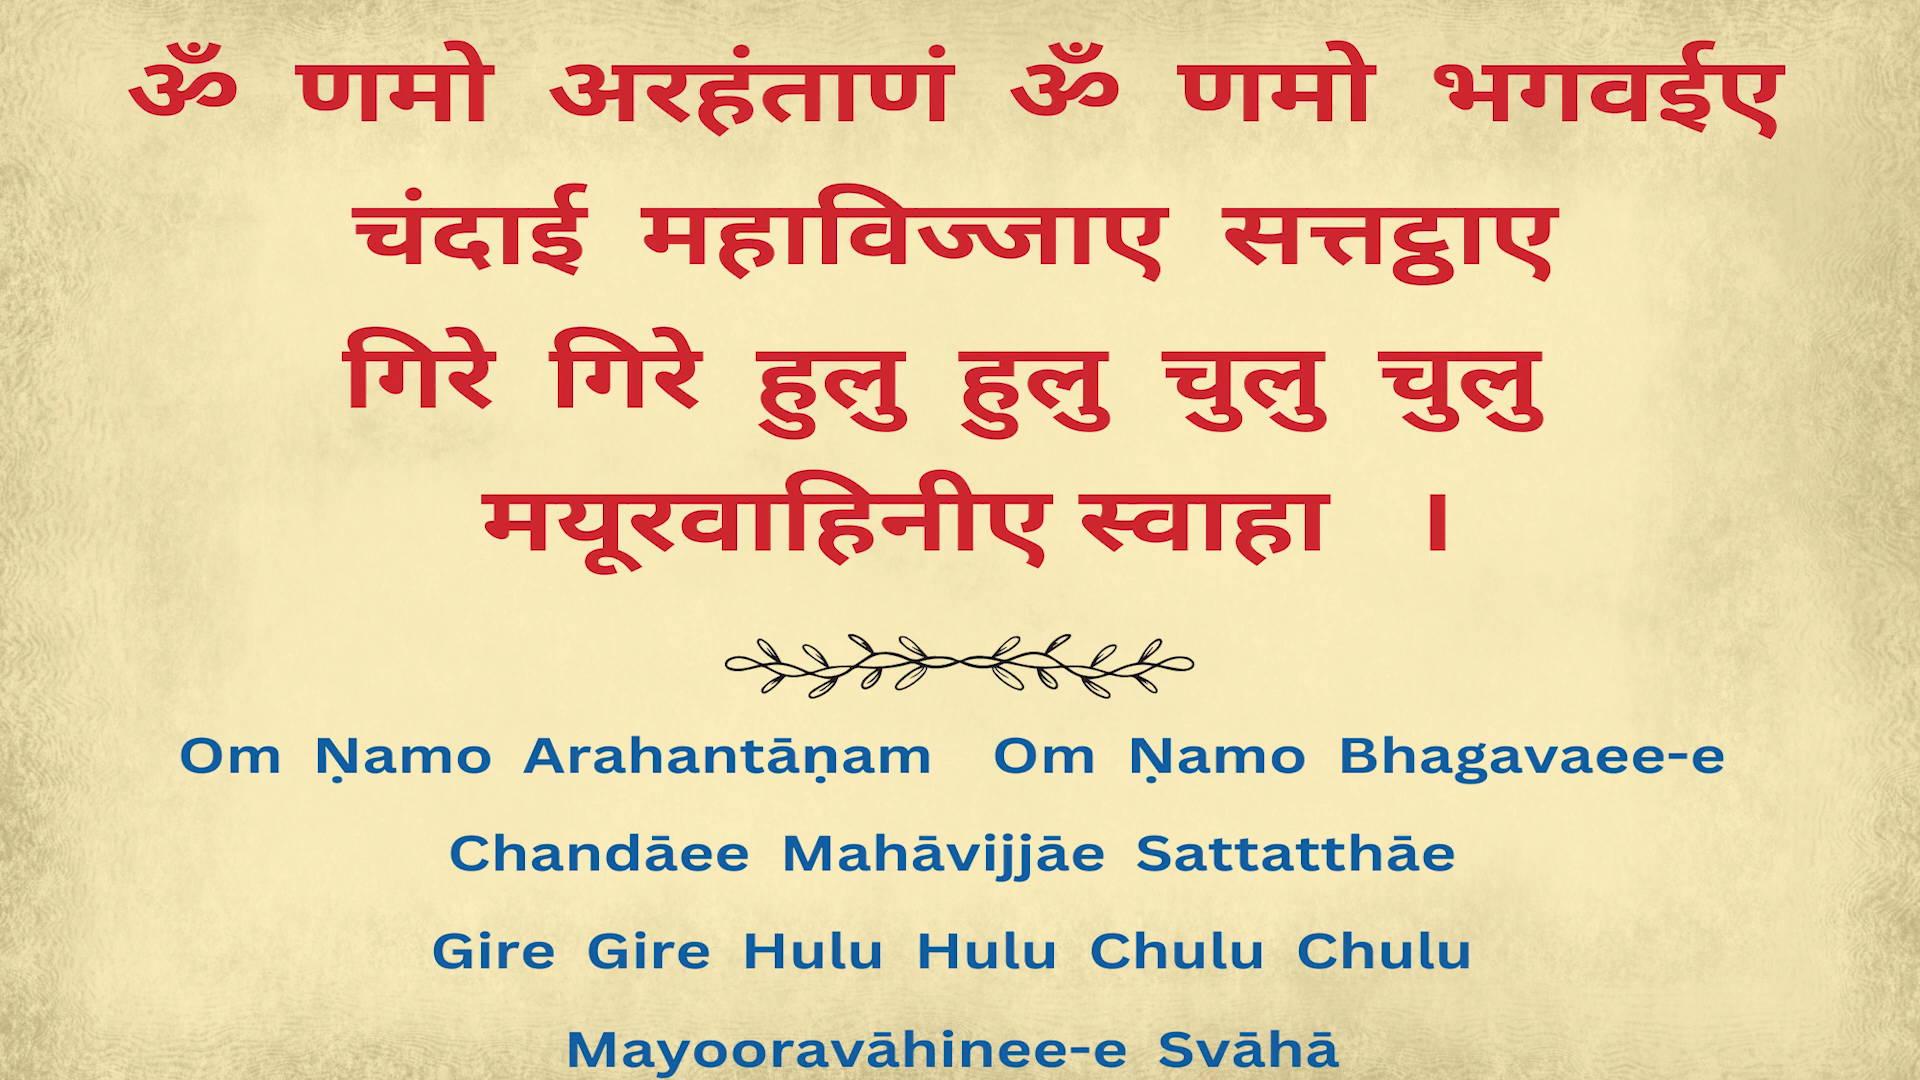 ॐ णमो अरहंताणं ॐ णमो भगवईए
चंदाई महाविज्जाए सत्तट्ठाए
गिरे गिरे हुलु हुलु चुलु चुलु
मयूरवाहिनीए स्वाहा ।
Om Ṇamo Arahantāṇam Om Ṇamo Bhagavaee-e
Chandāee Mahāvijjāe Sattatthāe
Gire Gire Hulu Hulu Chulu Chulu
Mayooravāhinee-e Svāhā